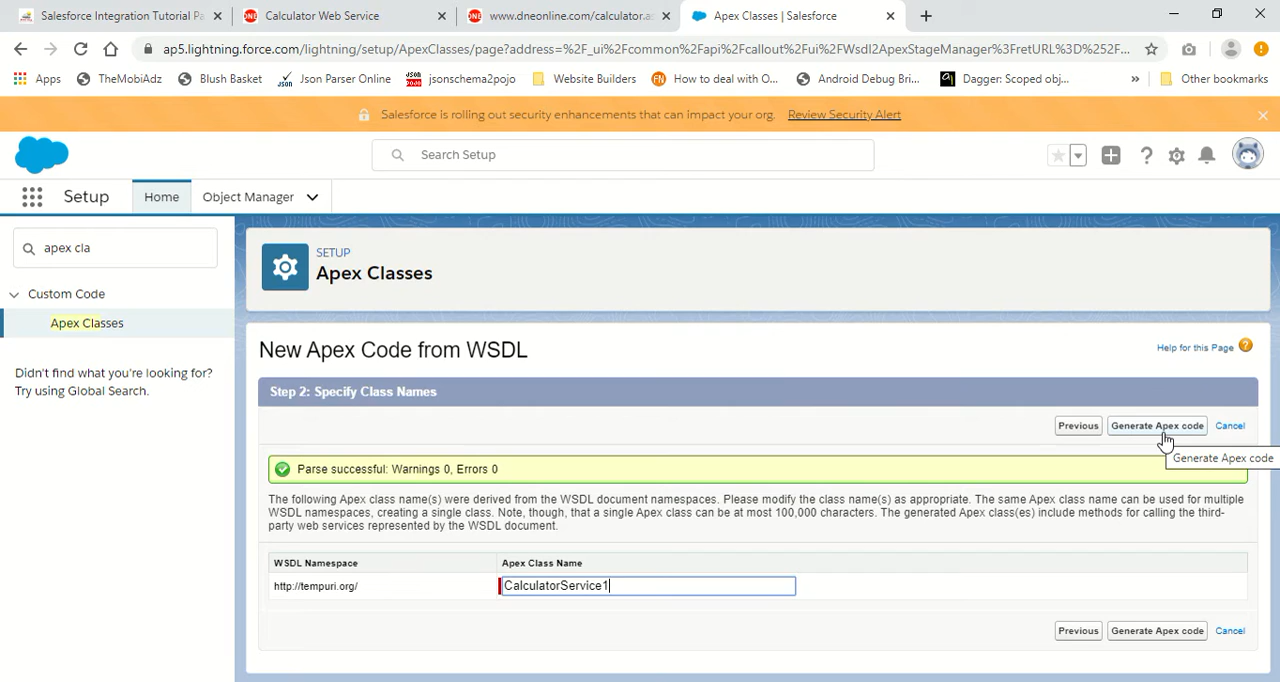 Salesforce Integration Tutorial Pa
Calculator Web Service
www.dneonline.com/calculator.as
Apex Classes | Salesforce
ap5.lightning.force.com/lightning/setup/ApexClasses/page?address=%2F_ui%2Fcommon%2Fapi%2Fcallout%2Fui%2FWsdl2ApexStageManager%3FretURL%3D%252F...
Apps
TheMobiAdz
Blush Basket
Json Parser Online
jsonschema2pojo
Website Builders
How to deal with O...
Android Debug Bri...
Dagger: Scoped obj...
»
Other bookmarks
Salesforce is rolling out security enhancements that can impact your org. Review Security Alert
Search Setup
Setup
Home
Object Manager
apex cla
Custom Code
Apex Classes
Didn't find what you're looking for?
Try using Global Search.
SETUP
Apex Classes
New Apex Code from WSDL
Help for this Page
Step 2: Specify Class Names
Previous
Generate Apex code
Cancel
Generate Apex code
Parse successful: Warnings 0, Errors 0
The following Apex class name(s) were derived from the WSDL document namespaces. Please modify the class name(s) as appropriate. The same Apex class name can be used for multiple
WSDL namespaces, creating a single class. Note, though, that a single Apex class can be at most 100,000 characters. The generated Apex class(es) include methods for calling the third-
party web services represented by the WSDL document.
WSDL Namespace
Apex Class Name
http://tempuri.org/
CalculatorService1
Previous
Generate Apex code
Cancel